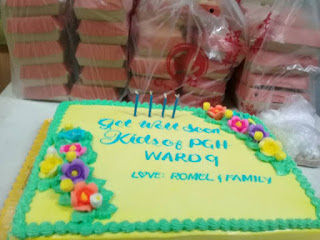 Get Well Soon
Kids of PGH
WARD 9
LOVE: ROMEL & FAMILY